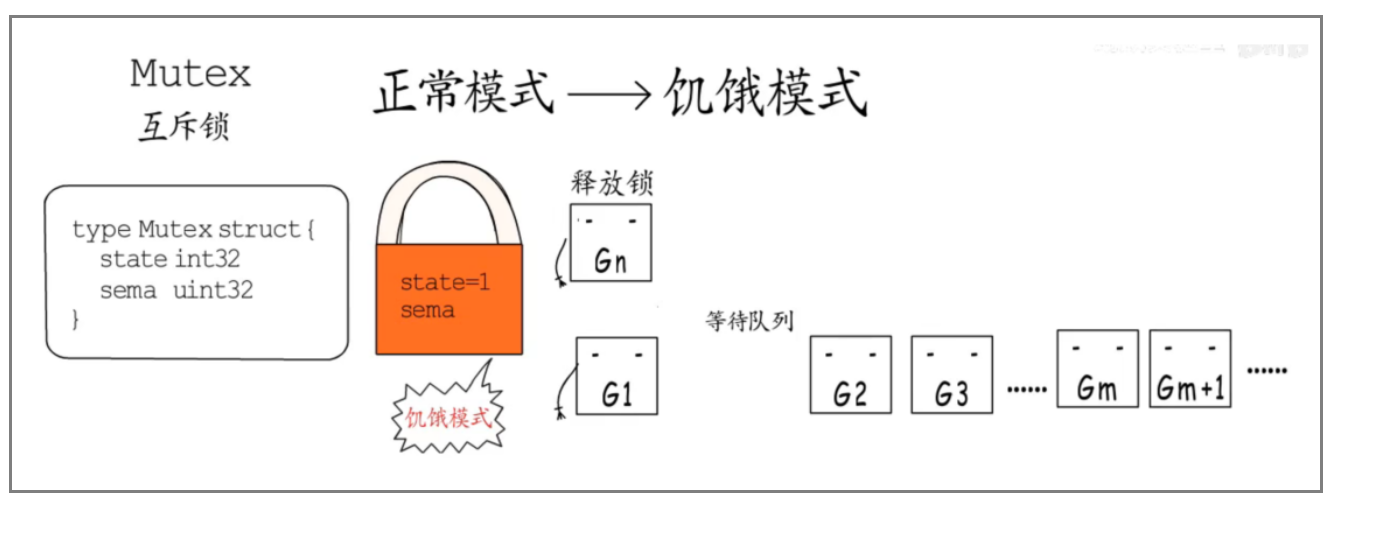 Mutex
互斥锁
正常模式 → 饥饿模式
type Mutex struct {
state int32
sema uint32
}
state=1
sema
饥饿模式
释放锁
Gn
G1
等待队列
G2 G3 …… Gm Gm+1 ……